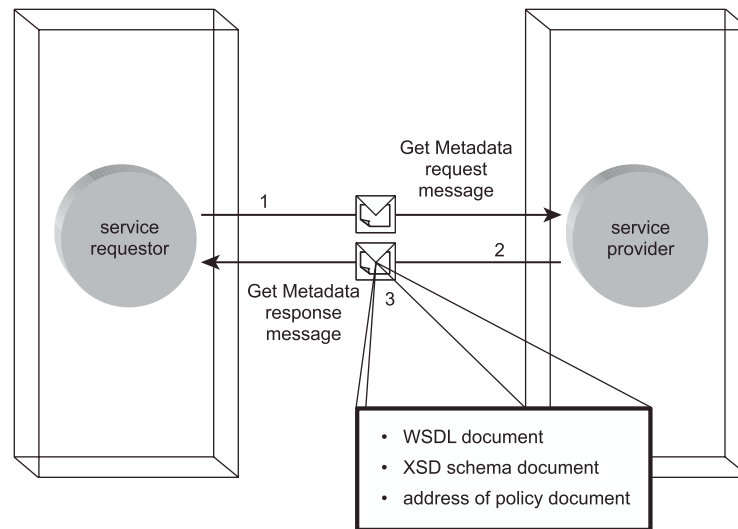 Get Metadata
request
message
1
service
requestor
service
provider
2
Get Metadata
response
message
3
• WSDL document
• XSD schema document
• address of policy document